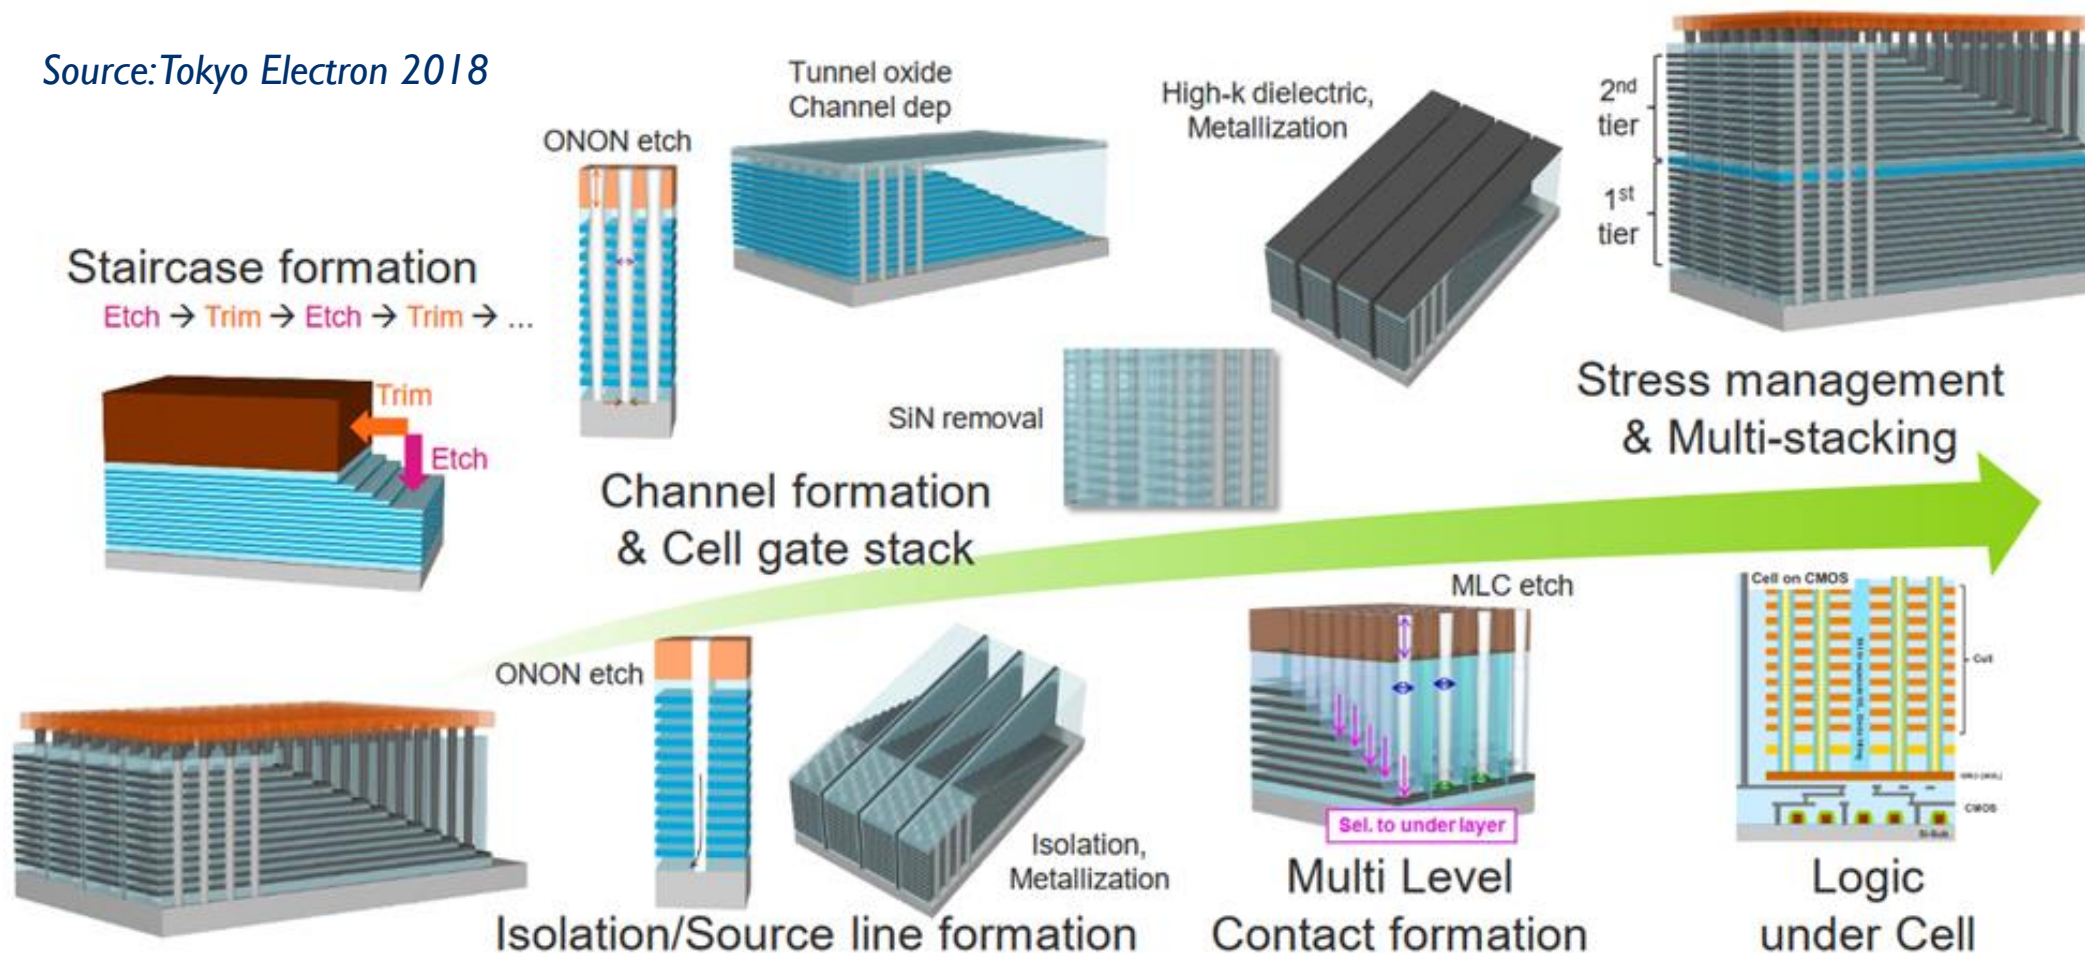 Source: Tokyo Electron 2018
Staircase formation
Etch → Trim → Etch → Trim → ...
Trim
Etch
ONON etch
Tunnel oxide
Channel dep
Channel formation
& Cell gate stack
SiN removal
High-k dielectric,
Metallization
2nd
tier
1st
tier
Stress management
& Multi-stacking
ONON etch
Isolation,
Metallization
Isolation/Source line formation
MLC etch
Sel. to under layer
Multi Level
Contact formation
Cell on CMOS
CMOS
Si-Sub
Logic
under Cell